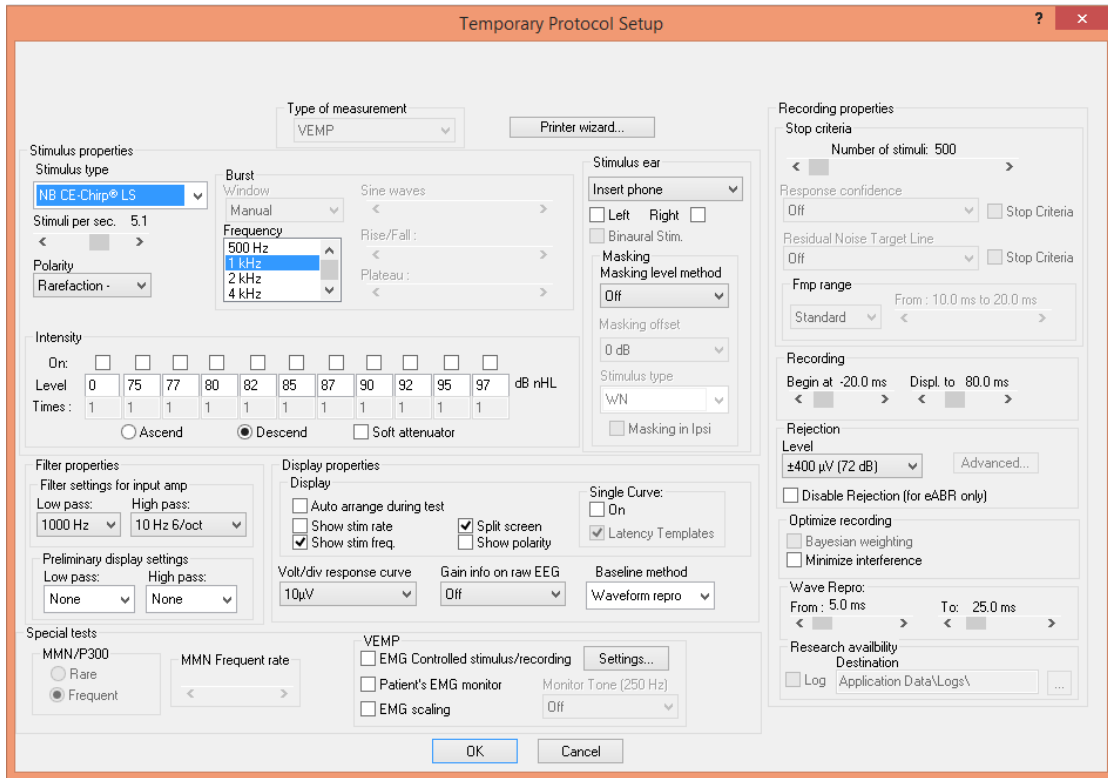 Temporary Protocol Setup
?
×
Type of measurement
VEMP
Printer wizard...
Stimulus properties
Stimulus type
NB CE-Chirp® LS
Stimuli per sec. 5.1
Polarity
Rarefaction -
Burst
Window
Manual
Frequency
500 Hz
1 kHz
2 kHz
4 kHz
Sine waves
Rise/Fall :
Plateau :
Stimulus ear
Insert phone
Left Right
Binaural Stim.
Masking
Masking level method
Off
Masking offset
0 dB
Stimulus type
WN
Masking in Ipsi
Intensity
On:
Level 0 75 77 80 82 85 87 90 92 95 97 dB nHL
Times : 1 1 1 1 1 1 1 1 1 1 1
Ascend Descend Soft attenuator
Filter properties
Filter settings for input amp
Low pass: High pass:
1000 Hz 10 Hz 6/oct
Preliminary display settings
Low pass: High pass:
None None
Display properties
Display
Auto arrange during test
Show stim rate Split screen
Show stim freq. Show polarity
Single Curve:
On
Latency Templates
Volt/div response curve Gain info on raw EEG Baseline method
10µV Off Waveform repro
Special tests
MMN/P300
Rare
Frequent
MMN Frequent rate
VEMP
EMG Controlled stimulus/recording Settings...
Patient's EMG monitor Monitor Tone (250 Hz)
EMG scaling Off
Recording properties
Stop criteria
Number of stimuli: 500
Response confidence
Off Stop Criteria
Residual Noise Target Line
Off Stop Criteria
Fmp range
Standard From : 10.0 ms to 20.0 ms
Recording
Begin at -20.0 ms Displ. to 80.0 ms
Rejection
Level
±400 µV (72 dB) Advanced...
Disable Rejection (for eABR only)
Optimize recording
Bayesian weighting
Minimize interference
Wave Repro:
From : 5.0 ms To: 25.0 ms
Research availbility
Destination
Log Application Data\Logs\ ...
OK Cancel